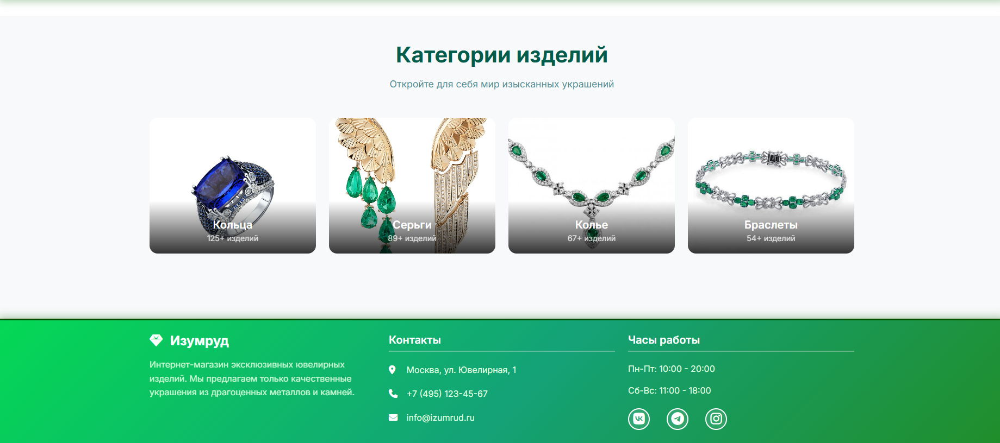 Категории изделий
Откройте для себя мир изысканных украшений
Кольца
125+ изделий
Серьги
89+ изделий
Колье
67+ изделий
Браслеты
54+ изделий
Изумруд
Интернет-магазин эксклюзивных ювелирных
изделий. Мы предлагаем только качественные
украшения из драгоценных металлов и камней.
Контакты
Москва, ул. Ювелирная, 1
+7 (495) 123-45-67
info@izumrud.ru
Часы работы
Пн-Пт: 10:00 - 20:00
Сб-Вс: 11:00 - 18:00